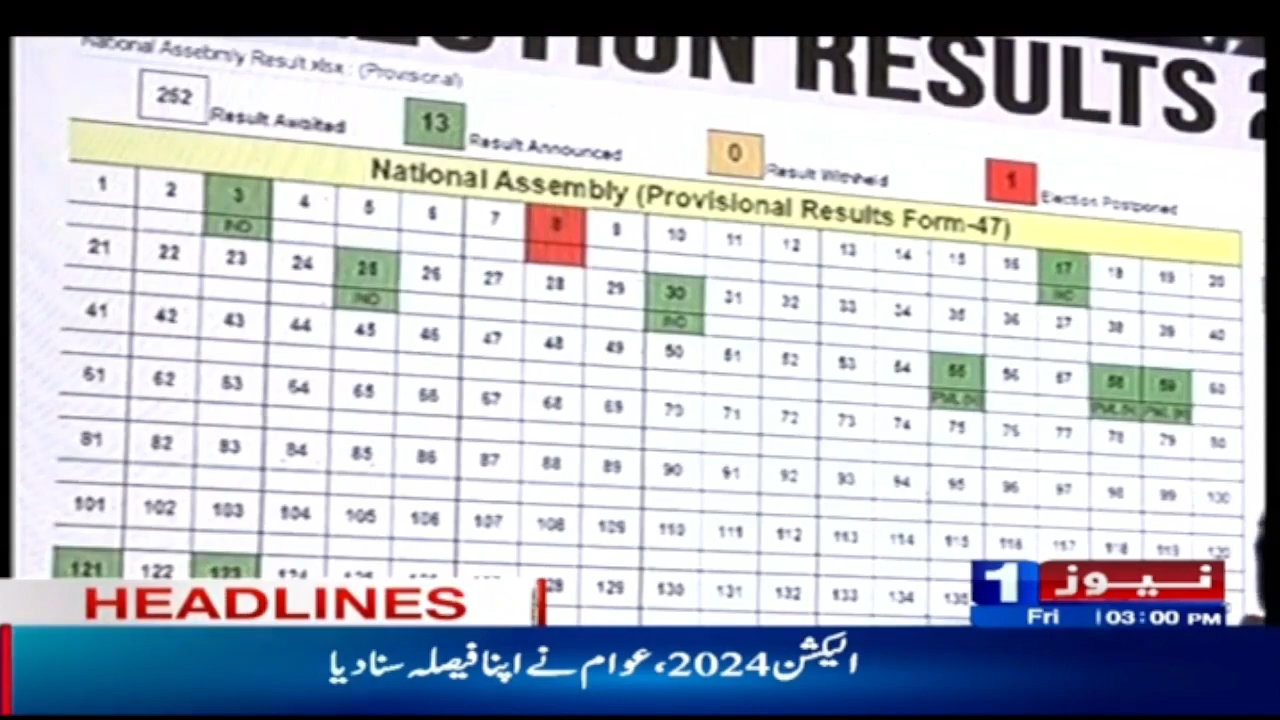 CTION RESULTS 2
National Assebmly Result.xlsx : (Provisional)
252 Result Awaited 13 Result Announced 0 Result Withheld 1 Election Postponed
National Assembly (Provisional Results Form-47)
1 2 3 4 5 6 7 8 9 10 11 12 13 14 15 16 17 18 19 20
IND IND
21 22 23 24 25 26 27 28 29 30 31 32 33 34 35 36 37 38 39 40
IND IND
41 42 43 44 45 46 47 48 49 50 51 52 53 54 55 56 57 58 59 60
PML (N) PML (N) PML (N)
61 62 63 64 65 66 67 68 69 70 71 72 73 74 75 76 77 78 79 80
81 82 83 84 85 86 87 88 89 90 91 92 93 94 95 96 97 98 99 100
101 102 103 104 105 106 107 108 109 110 111 112 113 114 115 116 117 118 119 120
121 122 123 124 129 130 131 132 133 134 135
1 نیوز
HEADLINES
Fri 03:00 PM
الیکشن 2024، عوام نے اپنا فیصلہ سنا دیا